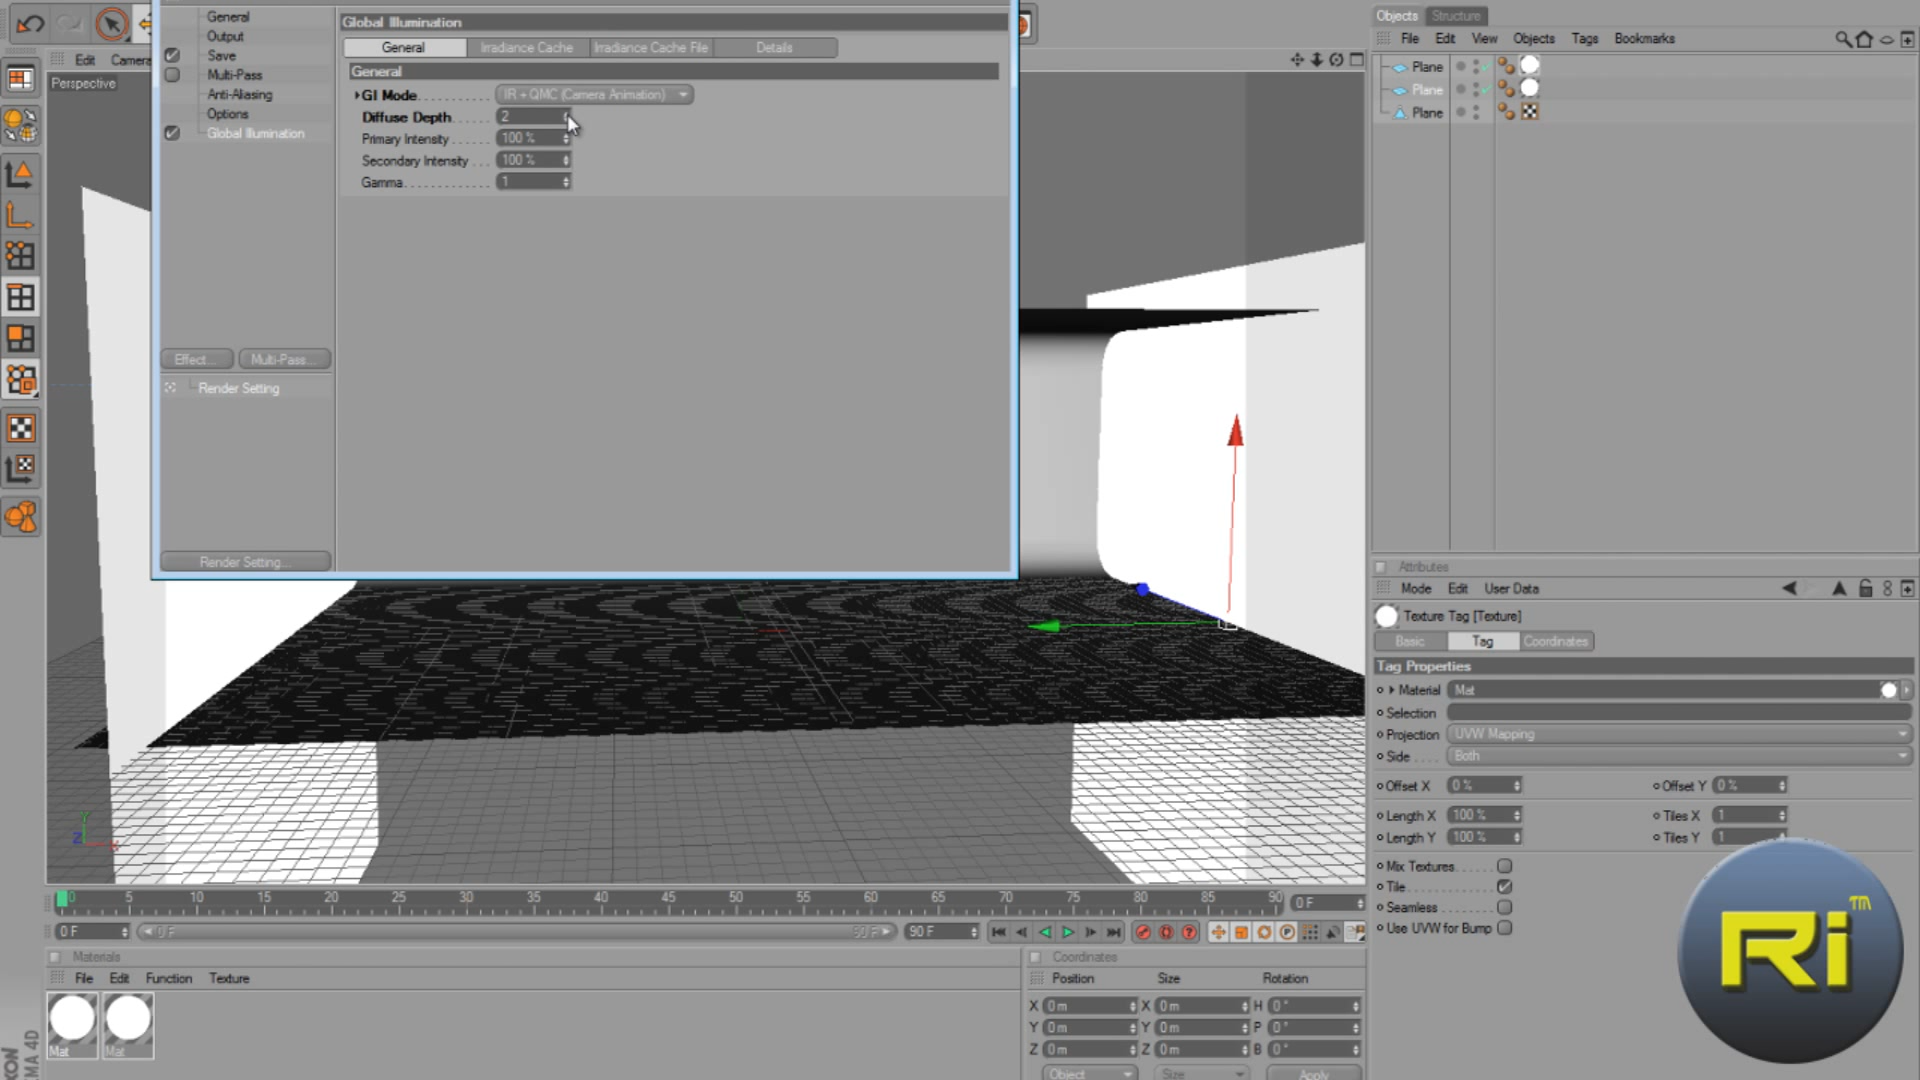 General
Output
Save
Multi-Pass
Anti-Aliasing
Options
Global Illumination
Effect...
Multi-Pass...
Render Setting
Render Setting...
Global Illumination
General
Irradiance Cache
Irradiance Cache File
Details
General
GI Mode
IR + QMC (Camera Animation)
Diffuse Depth
2
Primary Intensity
100 %
Secondary Intensity
100 %
Gamma
1
Edit
Perspective
Objects
Structure
File
Edit
View
Objects
Tags
Bookmarks
Plane
Plane
Plane
Attributes
Mode
Edit
User Data
Texture Tag [Texture]
Basic
Tag
Coordinates
Tag Properties
Material
Mat
Selection
Projection
UVW Mapping
Side
Both
Offset X
0 %
Offset Y
0 %
Length X
100 %
Tiles X
1
Length Y
100 %
Tiles Y
1
Mix Textures
Tile
Seamless
Use UVW for Bump
Y
Z
X
0 5 10 15 20 25 30 35 40 45 50 55 60 65 70 75 80 85 90
0 F
0 F
0 F
90 F
90 F
Materials
File
Edit
Function
Texture
Mat
Mat
Coordinates
Position
Size
Rotation
X 0 m X 0 m H 0 °
Y 0 m Y 0 m P 0 °
Z 0 m Z 0 m B 0 °
Object
Size
Apply
Ri
TM